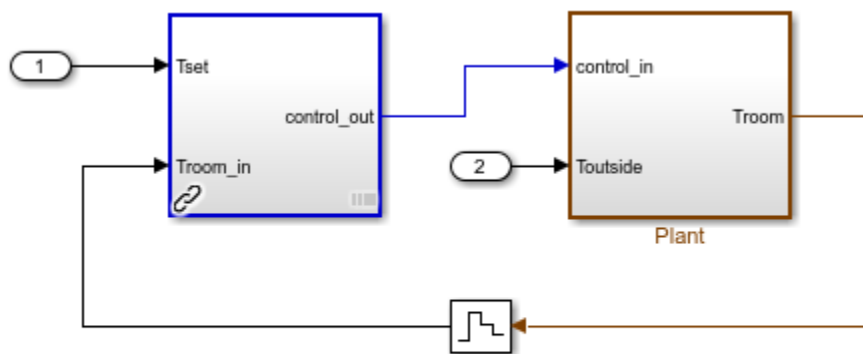 1
Tset
control_out
Troom_in
control_in
Troom
2
Toutside
Plant